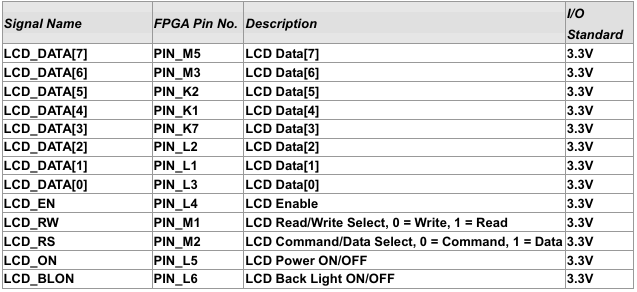 Signal Name FPGA Pin No. Description I/O Standard
LCD_DATA[7] PIN_M5 LCD Data[7] 3.3V
LCD_DATA[6] PIN_M3 LCD Data[6] 3.3V
LCD_DATA[5] PIN_K2 LCD Data[5] 3.3V
LCD_DATA[4] PIN_K1 LCD Data[4] 3.3V
LCD_DATA[3] PIN_K7 LCD Data[3] 3.3V
LCD_DATA[2] PIN_L2 LCD Data[2] 3.3V
LCD_DATA[1] PIN_L1 LCD Data[1] 3.3V
LCD_DATA[0] PIN_L3 LCD Data[0] 3.3V
LCD_EN PIN_L4 LCD Enable 3.3V
LCD_RW PIN_M1 LCD Read/Write Select, 0 = Write, 1 = Read 3.3V
LCD_RS PIN_M2 LCD Command/Data Select, 0 = Command, 1 = Data 3.3V
LCD_ON PIN_L5 LCD Power ON/OFF 3.3V
LCD_BLON PIN_L6 LCD Back Light ON/OFF 3.3V